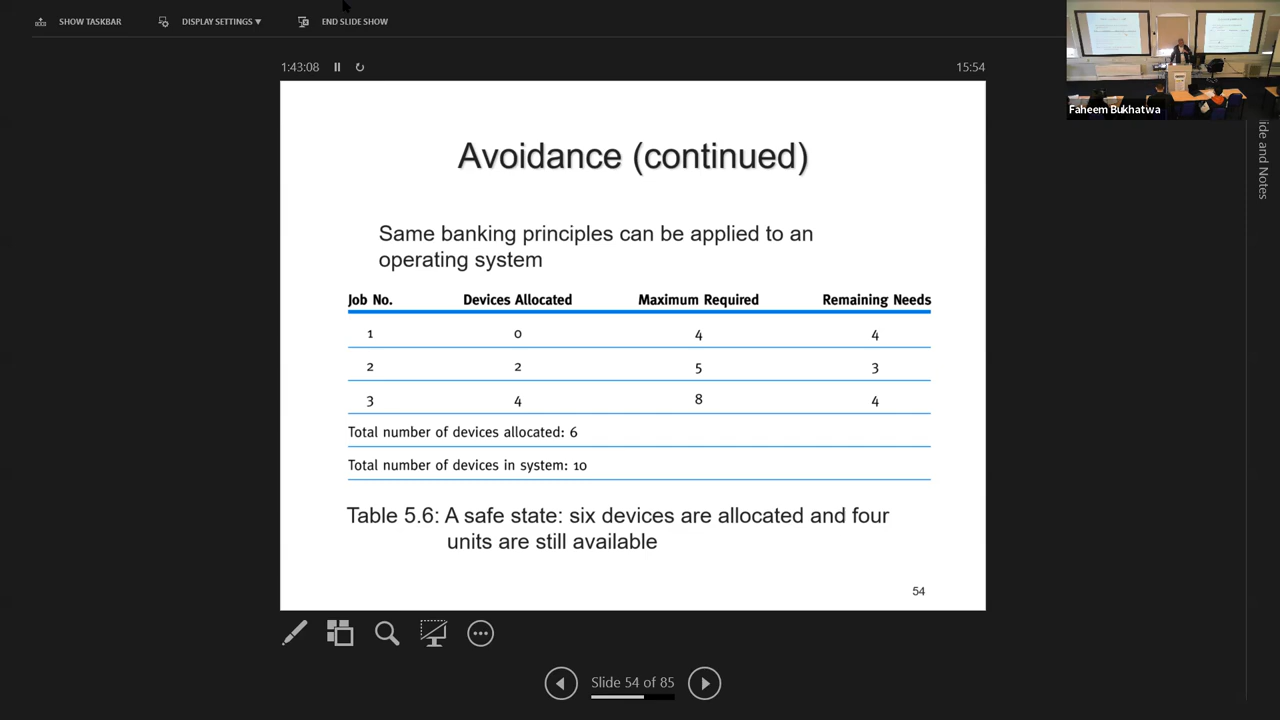 SHOW TASKBAR DISPLAY SETTINGS ▼ END SLIDE SHOW
1:43:08 15:54
Faheem Bukhatwa
ide and Notes
Avoidance (continued)
Same banking principles can be applied to an
operating system
Job No. Devices Allocated Maximum Required Remaining Needs
1 0 4 4
2 2 5 3
3 4 8 4
Total number of devices allocated: 6
Total number of devices in system: 10
Table 5.6: A safe state: six devices are allocated and four
units are still available
54
Slide 54 of 85